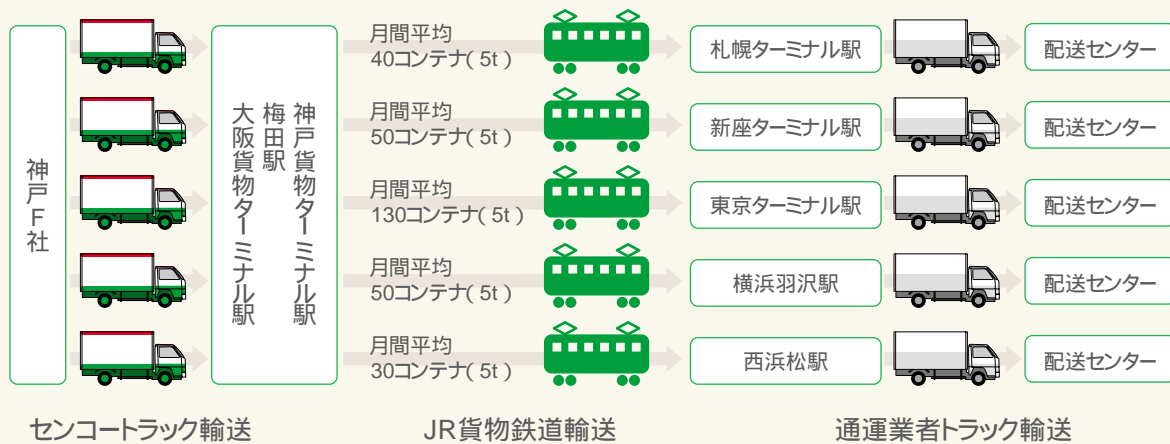 神戸F社
神戸貨物ターミナル駅
梅田駅
大阪貨物ターミナル駅
月間平均
40コンテナ(5t)
札幌ターミナル駅
配送センター
月間平均
50コンテナ(5t)
新座ターミナル駅
配送センター
月間平均
130コンテナ(5t)
東京ターミナル駅
配送センター
月間平均
50コンテナ(5t)
横浜羽沢駅
配送センター
月間平均
30コンテナ(5t)
西浜松駅
配送センター
センコートラック輸送
JR貨物鉄道輸送
通運業者トラック輸送